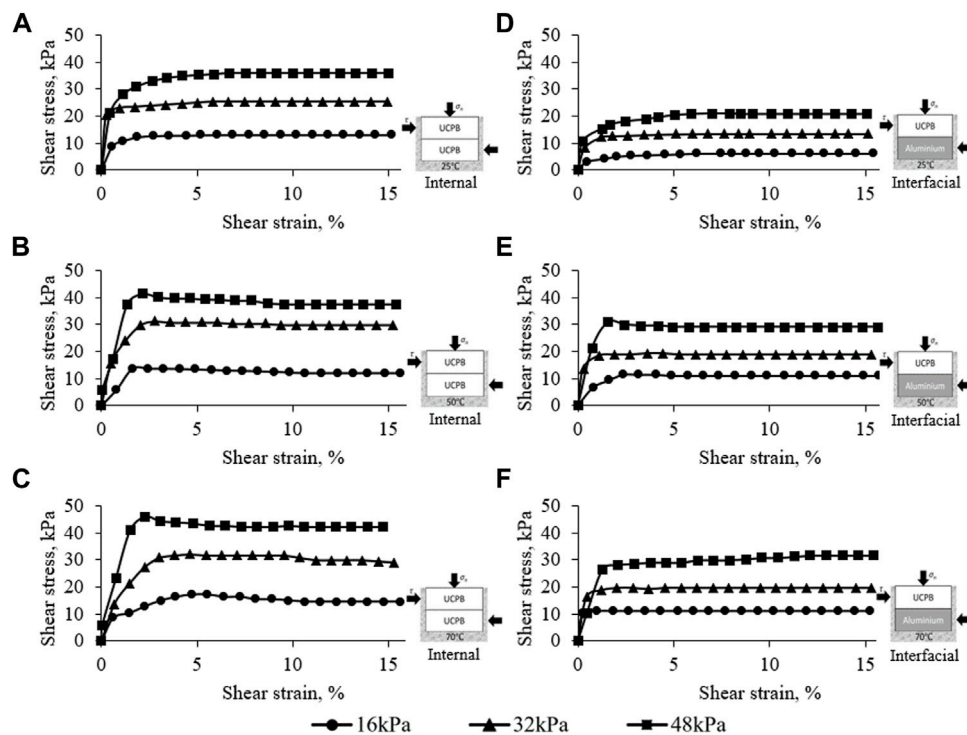 A
Shear stress, kPa
50
40
30
20
10
0
0 5 10 15
Shear strain, %
σn
τ
UCPB
UCPB
25°C
Internal
D
Shear stress, kPa
50
40
30
20
10
0
0 5 10 15
Shear strain, %
σn
τ
UCPB
Aluminium
25°C
Interfacial
B
Shear stress, kPa
50
40
30
20
10
0
0 5 10 15
Shear strain, %
σn
τ
UCPB
UCPB
50°C
Internal
E
Shear stress, kPa
50
40
30
20
10
0
0 5 10 15
Shear strain, %
σn
τ
UCPB
Aluminium
50°C
Interfacial
C
Shear stress, kPa
50
40
30
20
10
0
0 5 10 15
Shear strain, %
σn
τ
UCPB
UCPB
70°C
Internal
F
Shear stress, kPa
50
40
30
20
10
0
0 5 10 15
Shear strain, %
σn
τ
UCPB
Aluminium
70°C
Interfacial
16kPa 32kPa 48kPa